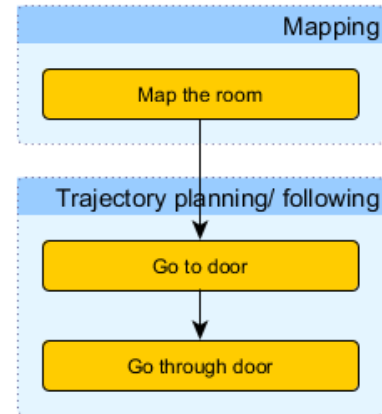 Mapping
Map the room
Trajectory planning/ following
Go to door
Go through door